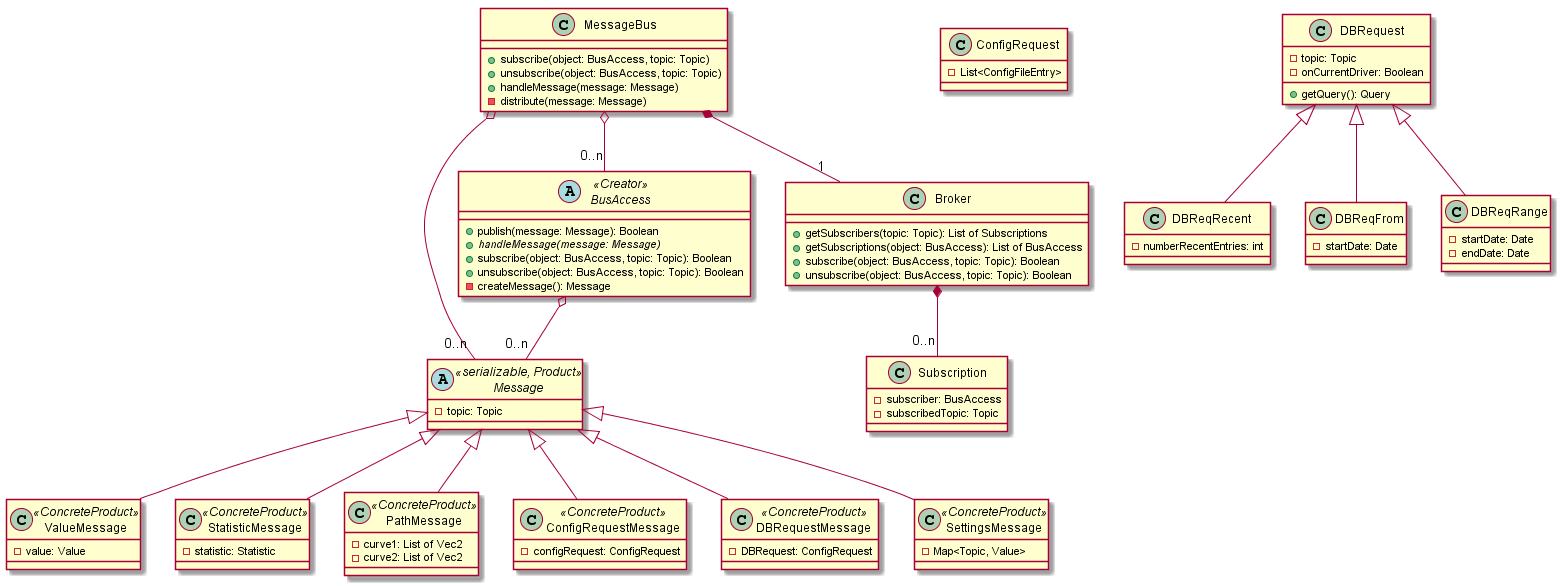 C MessageBus
subscribe(object: BusAccess, topic: Topic)
unsubscribe(object: BusAccess, topic: Topic)
handleMessage(message: Message)
distribute(message: Message)
C ConfigRequest
List<ConfigFileEntry>
C DBRequest
topic: Topic
onCurrentDriver: Boolean
getQuery(): Query
0..n
1
A «Creator»
BusAccess
publish(message: Message): Boolean
handleMessage(message: Message)
subscribe(object: BusAccess, topic: Topic): Boolean
unsubscribe(object: BusAccess, topic: Topic): Boolean
createMessage(): Message
C Broker
getSubscribers(topic: Topic): List of Subscriptions
getSubscriptions(object: BusAccess): List of BusAccess
subscribe(object: BusAccess, topic: Topic): Boolean
unsubscribe(object: BusAccess, topic: Topic): Boolean
C DBReqRecent
numberRecentEntries: int
C DBReqFrom
startDate: Date
C DBReqRange
startDate: Date
endDate: Date
0..n
0..n
0..n
A «serializable, Product»
Message
topic: Topic
C Subscription
subscriber: BusAccess
subscribedTopic: Topic
C «ConcreteProduct»
ValueMessage
value: Value
C «ConcreteProduct»
StatisticMessage
statistic: Statistic
C «ConcreteProduct»
PathMessage
curve1: List of Vec2
curve2: List of Vec2
C «ConcreteProduct»
ConfigRequestMessage
configRequest: ConfigRequest
C «ConcreteProduct»
DBRequestMessage
DBRequest: ConfigRequest
C «ConcreteProduct»
SettingsMessage
Map<Topic, Value>